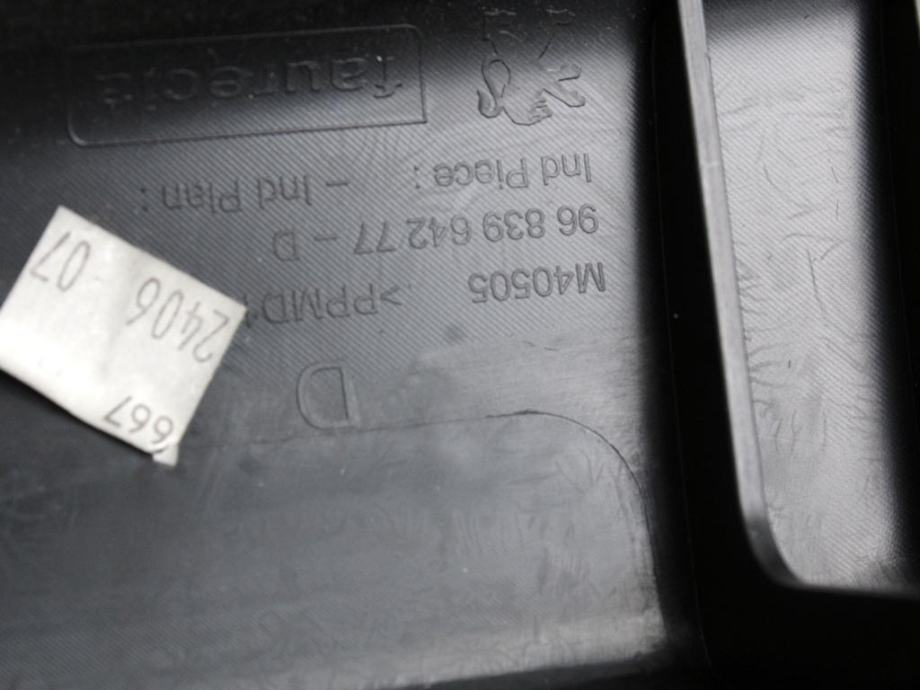 D
M40505 >PPMD
96 839 642 77 - D
Ind Piece : - Ind Plan :
faurecia
667
2406 07